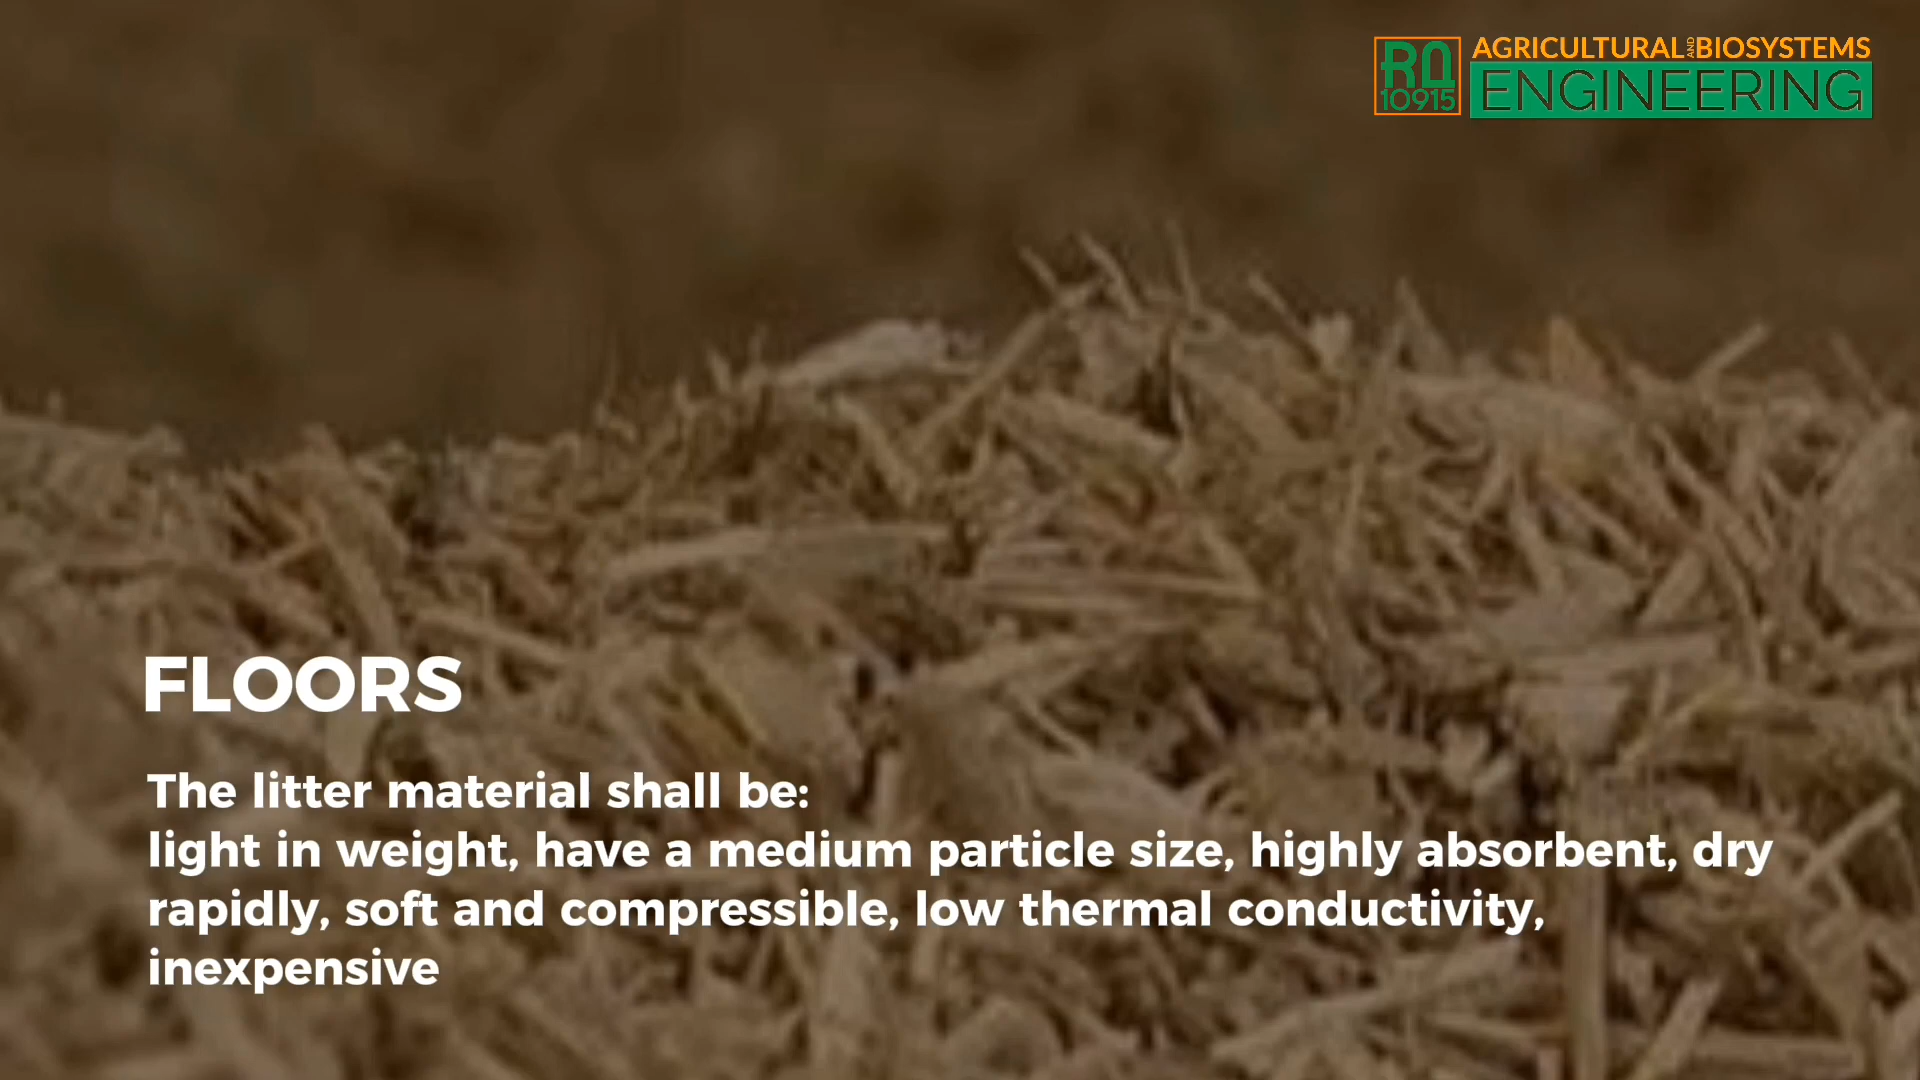 RA
10915
AGRICULTURAL AND BIOSYSTEMS
ENGINEERING
FLOORS
The litter material shall be:
light in weight, have a medium particle size, highly absorbent, dry
rapidly, soft and compressible, low thermal conductivity,
inexpensive